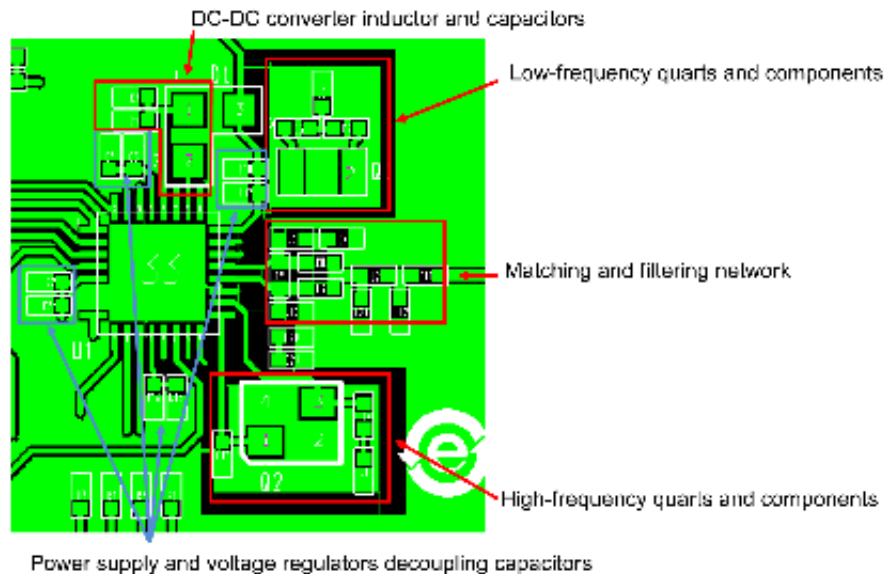 DC-DC converter inductor and capacitors
Low-frequency quarts and components
Matching and filtering network
U1
Q2
High-frequency quarts and components
Power supply and voltage regulators decoupling capacitors